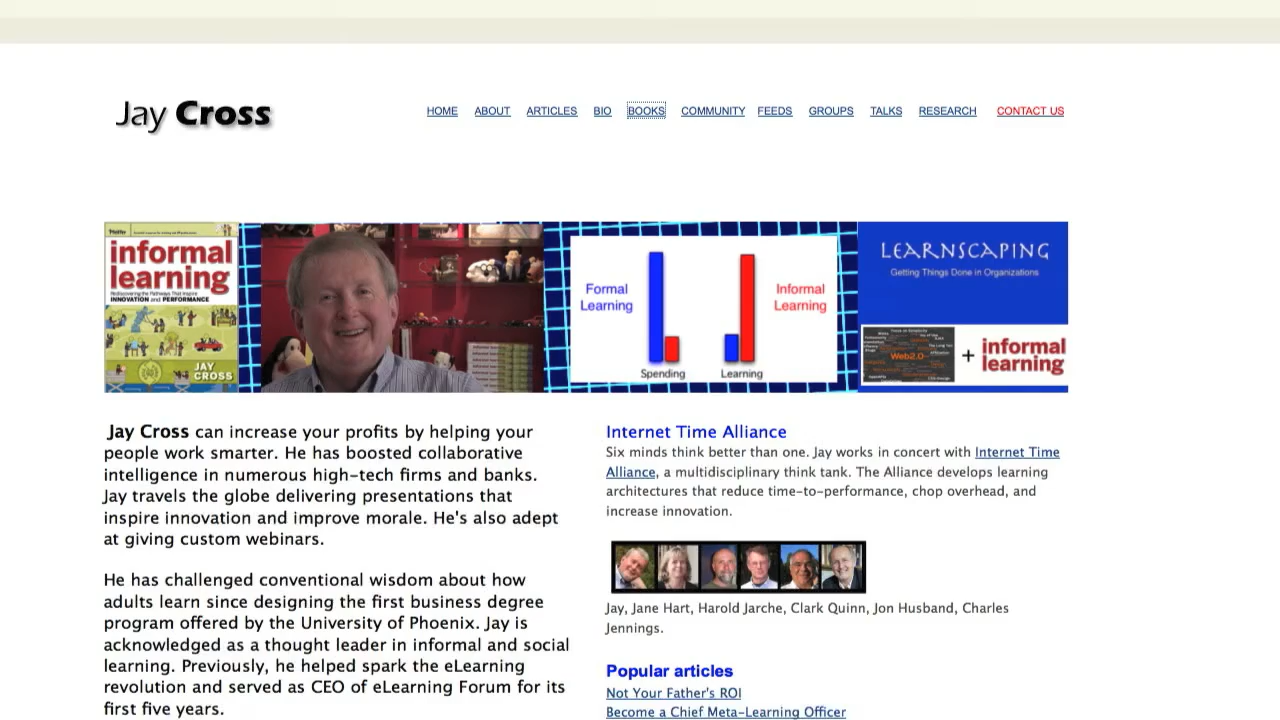 Jay Cross
HOME ABOUT ARTICLES BIO BOOKS COMMUNITY FEEDS GROUPS TALKS RESEARCH CONTACT US
informal
learning
Rediscovering the Pathways That Inspire
INNOVATION and PERFORMANCE
JAY
CROSS
Formal
Learning
Informal
Learning
Spending
Learning
LEARNSCAPING
Getting Things Done in Organizations
Web2.0
+
informal
learning
Jay Cross can increase your profits by helping your
people work smarter. He has boosted collaborative
intelligence in numerous high-tech firms and banks.
Jay travels the globe delivering presentations that
inspire innovation and improve morale. He's also adept
at giving custom webinars.
He has challenged conventional wisdom about how
adults learn since designing the first business degree
program offered by the University of Phoenix. Jay is
acknowledged as a thought leader in informal and social
learning. Previously, he helped spark the eLearning
revolution and served as CEO of eLearning Forum for its
first five years.
Internet Time Alliance
Six minds think better than one. Jay works in concert with Internet Time
Alliance, a multidisciplinary think tank. The Alliance develops learning
architectures that reduce time-to-performance, chop overhead, and
increase innovation.
Jay, Jane Hart, Harold Jarche, Clark Quinn, Jon Husband, Charles
Jennings.
Popular articles
Not Your Father's ROI
Become a Chief Meta-Learning Officer